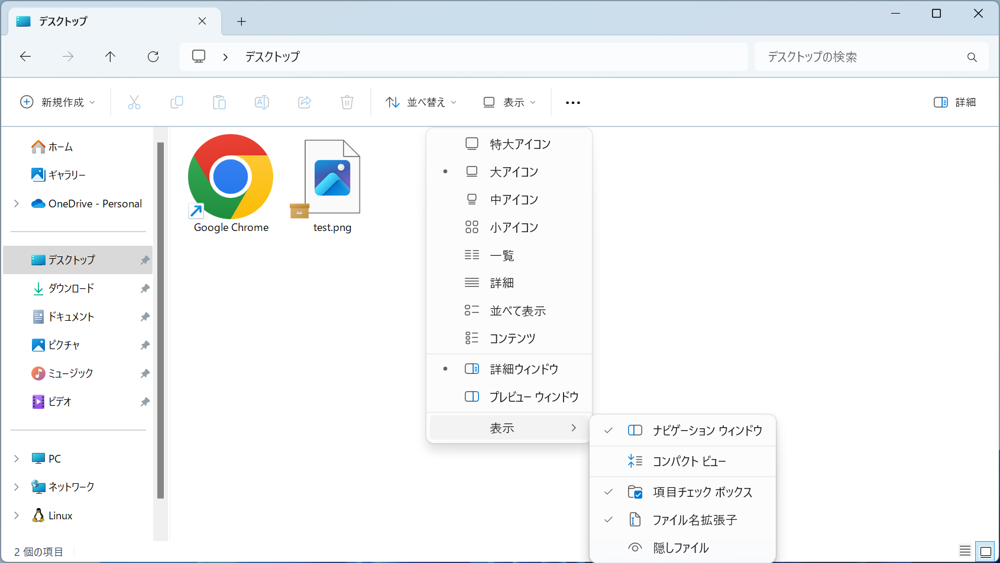 デスクトップ
デスクトップ
デスクトップの検索
新規作成
並べ替え
表示
詳細
ホーム
ギャラリー
OneDrive - Personal
デスクトップ
ダウンロード
ドキュメント
ピクチャ
ミュージック
ビデオ
PC
ネットワーク
Linux
Google Chrome
test.png
特大アイコン
大アイコン
中アイコン
小アイコン
一覧
詳細
並べて表示
コンテンツ
詳細ウィンドウ
プレビュー ウィンドウ
表示
ナビゲーション ウィンドウ
コンパクト ビュー
項目チェック ボックス
ファイル名拡張子
隠しファイル
2 個の項目